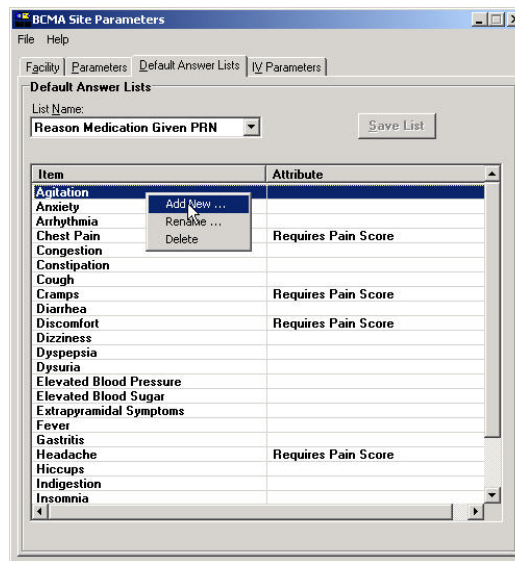 BCMA Site Parameters
File Help
Facility Parameters Default Answer Lists IV Parameters
Default Answer Lists
List Name:
Reason Medication Given PRN
Save List
Item Attribute
Agitation
Anxiety
Add New ...
Arrhythmia
Rename ...
Chest Pain Requires Pain Score
Delete
Congestion
Constipation
Cough
Cramps Requires Pain Score
Diarrhea
Discomfort Requires Pain Score
Dizziness
Dyspepsia
Dysuria
Elevated Blood Pressure
Elevated Blood Sugar
Extrapyramidal Symptoms
Fever
Gastritis
Headache Requires Pain Score
Hiccups
Indigestion
Insomnia